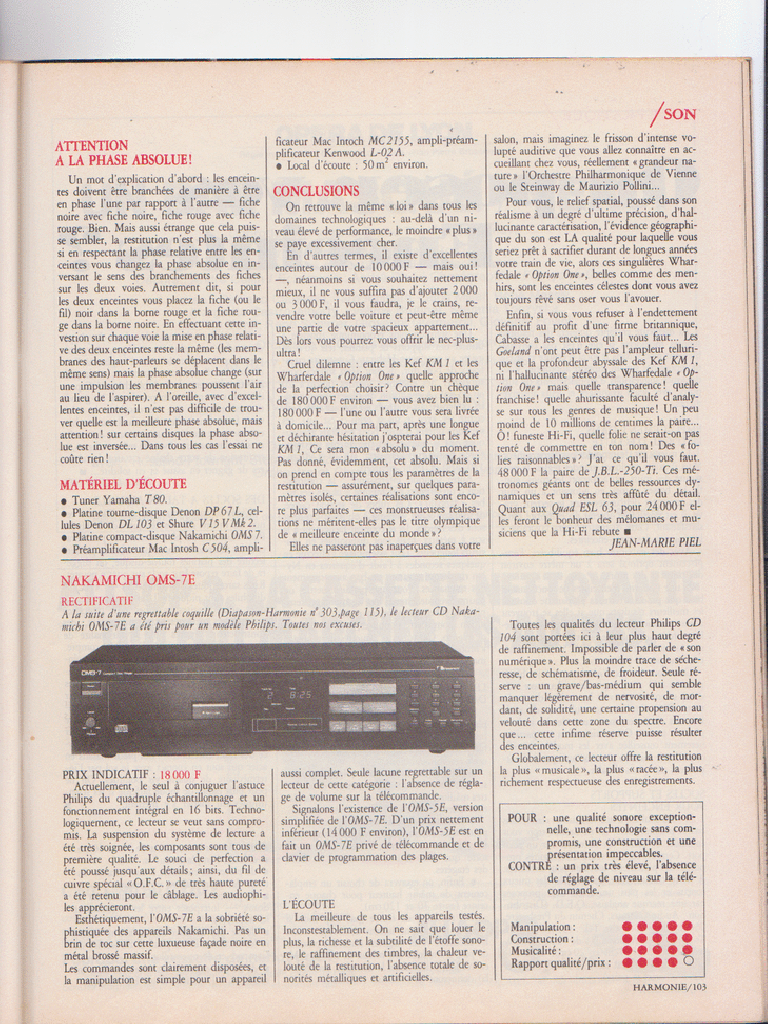 /SON
ATTENTION
A LA PHASE ABSOLUE!
Un mot d'explication d'abord : les encein-
tes doivent être branchées de manière à être
en phase l'une par rapport à l'autre — fiche
noire avec fiche noire, fiche rouge avec fiche
rouge. Bien. Mais aussi étrange que cela puis-
se sembler, la restitution n'est plus la même
si en respectant la phase relative entre les en-
ceintes vous changez la phase absolue en in-
versant le sens des branchements des fiches
sur les deux voies. Autrement dit, si pour
les deux enceintes vous placez la fiche (ou le
fil) noir dans la borne rouge et la fiche rou-
ge dans la borne noire. En effectuant cette in-
vestion sur chaque voie la mise en phase relati-
ve des deux enceintes reste la même (les mem-
branes des haut-parleurs se déplacent dans le
même sens) mais la phase absolue change (sur
une impulsion les membranes poussent l'air
au lieu de l'aspirer). A l'oreille, avec d'excel-
lentes enceintes, il n'est pas difficile de trou-
ver quelle est la meilleure phase absolue, mais
attention! sur certains disques la phase abso-
lue est inversée... Dans tous les cas l'essai ne
coûte rien!
MATÉRIEL D'ÉCOUTE
● Tuner Yamaha T80.
● Platine tourne-disque Denon DP 67 L, cel-
lules Denon DL 103 et Shure V 15 V Mk 2.
● Platine compact-disque Nakamichi OMS 7.
● Préamplificateur Mac Intosh C 504, ampli-
ficateur Mac Intoch MC 2155, ampli-préam-
plificateur Kenwood L-02 A.
● Local d'écoute : 50 m² environ.
CONCLUSIONS
On retrouve la même « loi » dans tous les
domaines technologiques : au-delà d'un ni-
veau élevé de performance, le moindre « plus »
se paye excessivement cher.
En d'autres termes, il existe d'excellentes
enceintes autour de 10 000 F — mais oui!
—, néanmoins si vous souhaitez nettement
mieux, il ne vous suffira pas d'ajouter 2 000
ou 3 000 F, il vous faudra, je le crains, re-
vendre votre belle voiture et peut-être même
une partie de votre spacieux appartement...
Dès lors vous pourrez vous offrir le nec-plus-
ultra!
Cruel dilemne : entre les Kef KM 1 et les
Wharferdale « Option One » quelle approche
de la perfection choisir? Contre un chèque
de 180 000 F environ — vous avez bien lu :
180 000 F — l'une ou l'autre vous sera livrée
à domicile... Pour ma part, après une longue
et déchirante hésitation j'opterai pour les Kef
KM 1, Ce sera mon « absolu » du moment.
Pas donné, évidemment, cet absolu. Mais si
on prend en compte tous les paramètres de la
restitution — assurément, sur quelques para-
mètres isolés, certaines réalisations sont enco-
re plus parfaites — ces monstrueuses réalisa-
tions ne méritent-elles pas le titre olympique
de « meilleure enceinte du monde »?
Elles ne passeront pas inaperçues dans votre
salon, mais imaginez le frisson d'intense vo-
lupté auditive que vous allez connaître en ac-
cueillant chez vous, réellement « grandeur na-
ture » l'Orchestre Philharmonique de Vienne
ou le Steinway de Maurizio Pollini...
Pour vous, le relief spatial, poussé dans son
réalisme à un degré d'ultime précision, d'hal-
lucinante caractérisation, l'évidence géographi-
que du son est LA qualité pour laquelle vous
seriez prêt à sacrifier durant de longues années
votre train de vie, alors ces singulières Whar-
fedale « Option One », belles comme des men-
hirs, sont les enceintes célestes dont vous avez
toujours rêvé sans oser vous l'avouer.
Enfin, si vous vous refuser à l'endettement
définitif au profit d'une firme britannique,
Cabasse a les enceintes qu'il vous faut... Les
Goeland n'ont peut être pas l'ampleur telluri-
que et la profondeur abyssale des Kef KM 1,
ni l'hallucinante stéréo des Wharfedale « Op-
tion One » mais quelle transparence! quelle
franchise! quelle ahurissante faculté d'analy-
se sur tous les genres de musique! Un peu
moins de 10 millions de centimes la paire...
O! funeste Hi-Fi, quelle folie ne serait-on pas
tenté de commettre en ton nom! Des « fo-
lies raisonnables »? J'ai ce qu'il vous faut.
48 000 F la paire de J.B.L.-250-Ti. Ces mé-
tronomes géants ont de belles ressources dy-
namiques et un sens très affûté du détail.
Quant aux Quad ESL 63, pour 24 000 F el-
les feront le bonheur des mélomanes et mu-
siciens que la Hi-Fi rebute ■
JEAN-MARIE PIEL
NAKAMICHI OMS-7E
RECTIFICATIF
A la suite d'une regrettable coquille (Diapason-Harmonie n° 303, page 115), le lecteur CD Naka-
michi OMS-7E a été pris pour un modèle Philips. Toutes nos excuses.
OMS-7
Nakamichi
8:25
PRIX INDICATIF : 18 000 F
Actuellement, le seul à conjuguer l'astuce
Philips du quadruple échantillonnage et un
fonctionnement intégral en 16 bits. Techno-
logiquement, ce lecteur se veut sans compro-
mis. La suspension du système de lecture a
été très soignée, les composants sont tous de
première qualité. Le souci de perfection a
été poussé jusqu'aux détails; ainsi, du fil de
cuivre spécial « O.F.C. » de très haute pureté
a été retenu pour le câblage. Les audiophi-
les apprécieront.
Esthétiquement, l'OMS-7E a la sobriété so-
phistiquée des appareils Nakamichi. Pas un
brin de toc sur cette luxueuse façade noire en
métal brossé massif.
Les commandes sont clairement disposées, et
la manipulation est simple pour un appareil
aussi complet. Seule lacune regrettable sur un
lecteur de cette catégorie : l'absence de régla-
ge de volume sur la télécommande.
Signalons l'existence de l'OMS-5E, version
simplifiée de l'OMS-7E. D'un prix nettement
inférieur (14 000 F environ), l'OMS-5E est en
fait un OMS-7E privé de télécommande et de
clavier de programmation des plages.
L'ÉCOUTE
La meilleure de tous les appareils testés.
Inconstestablement. On ne sait que louer le
plus, la richesse et la subtilité de l'étoffe sono-
re, le raffinement des timbres, la chaleur ve-
louté de la restitution, l'absence totale de so-
norités métalliques et artificielles.
Toutes les qualités du lecteur Philips CD
104 sont portées ici à leur plus haut degré
de raffinement. Impossible de parler de « son
numérique ». Plus la moindre trace de séche-
resse, de schématisme, de froideur. Seule ré-
serve : un grave/bas-médium qui semble
manquer légèrement de nervosité, de mor-
dant, de solidité, une certaine propension au
velouté dans cette zone du spectre. Encore
que... cette infime réserve puisse résulter
des enceintes.
Globalement, ce lecteur offre la restitution
la plus « musicale », la plus « racée », la plus
richement respectueuse des enregistrements.
POUR : une qualité sonore exception-
nelle, une technologie sans com-
promis, une construction et une
présentation impeccables.
CONTRE : un prix très élevé, l'absence
de réglage de niveau sur la télé-
commande.
Manipulation : ●●●●●
Construction : ●●●●●
Musicalité : ●●●●●
Rapport qualité/prix : ●●●●○
HARMONIE/103